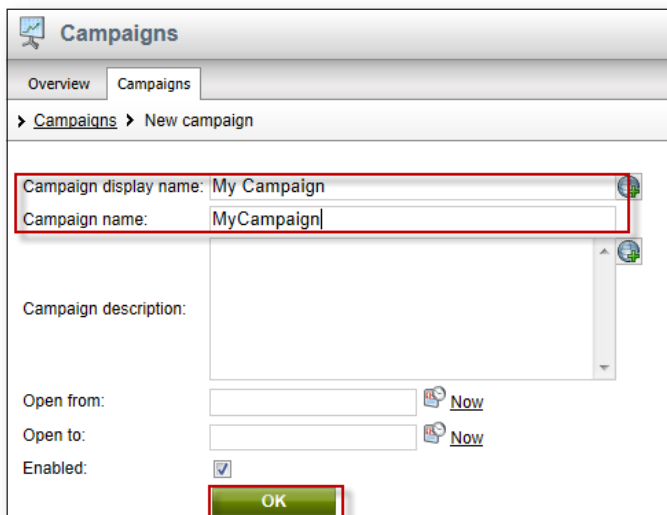 Campaigns
Overview Campaigns
Campaigns New campaign
Campaign display name: My Campaign
Campaign name: MyCampaign
Campaign description:
Open from: Now
Open to: Now
Enabled:
OK